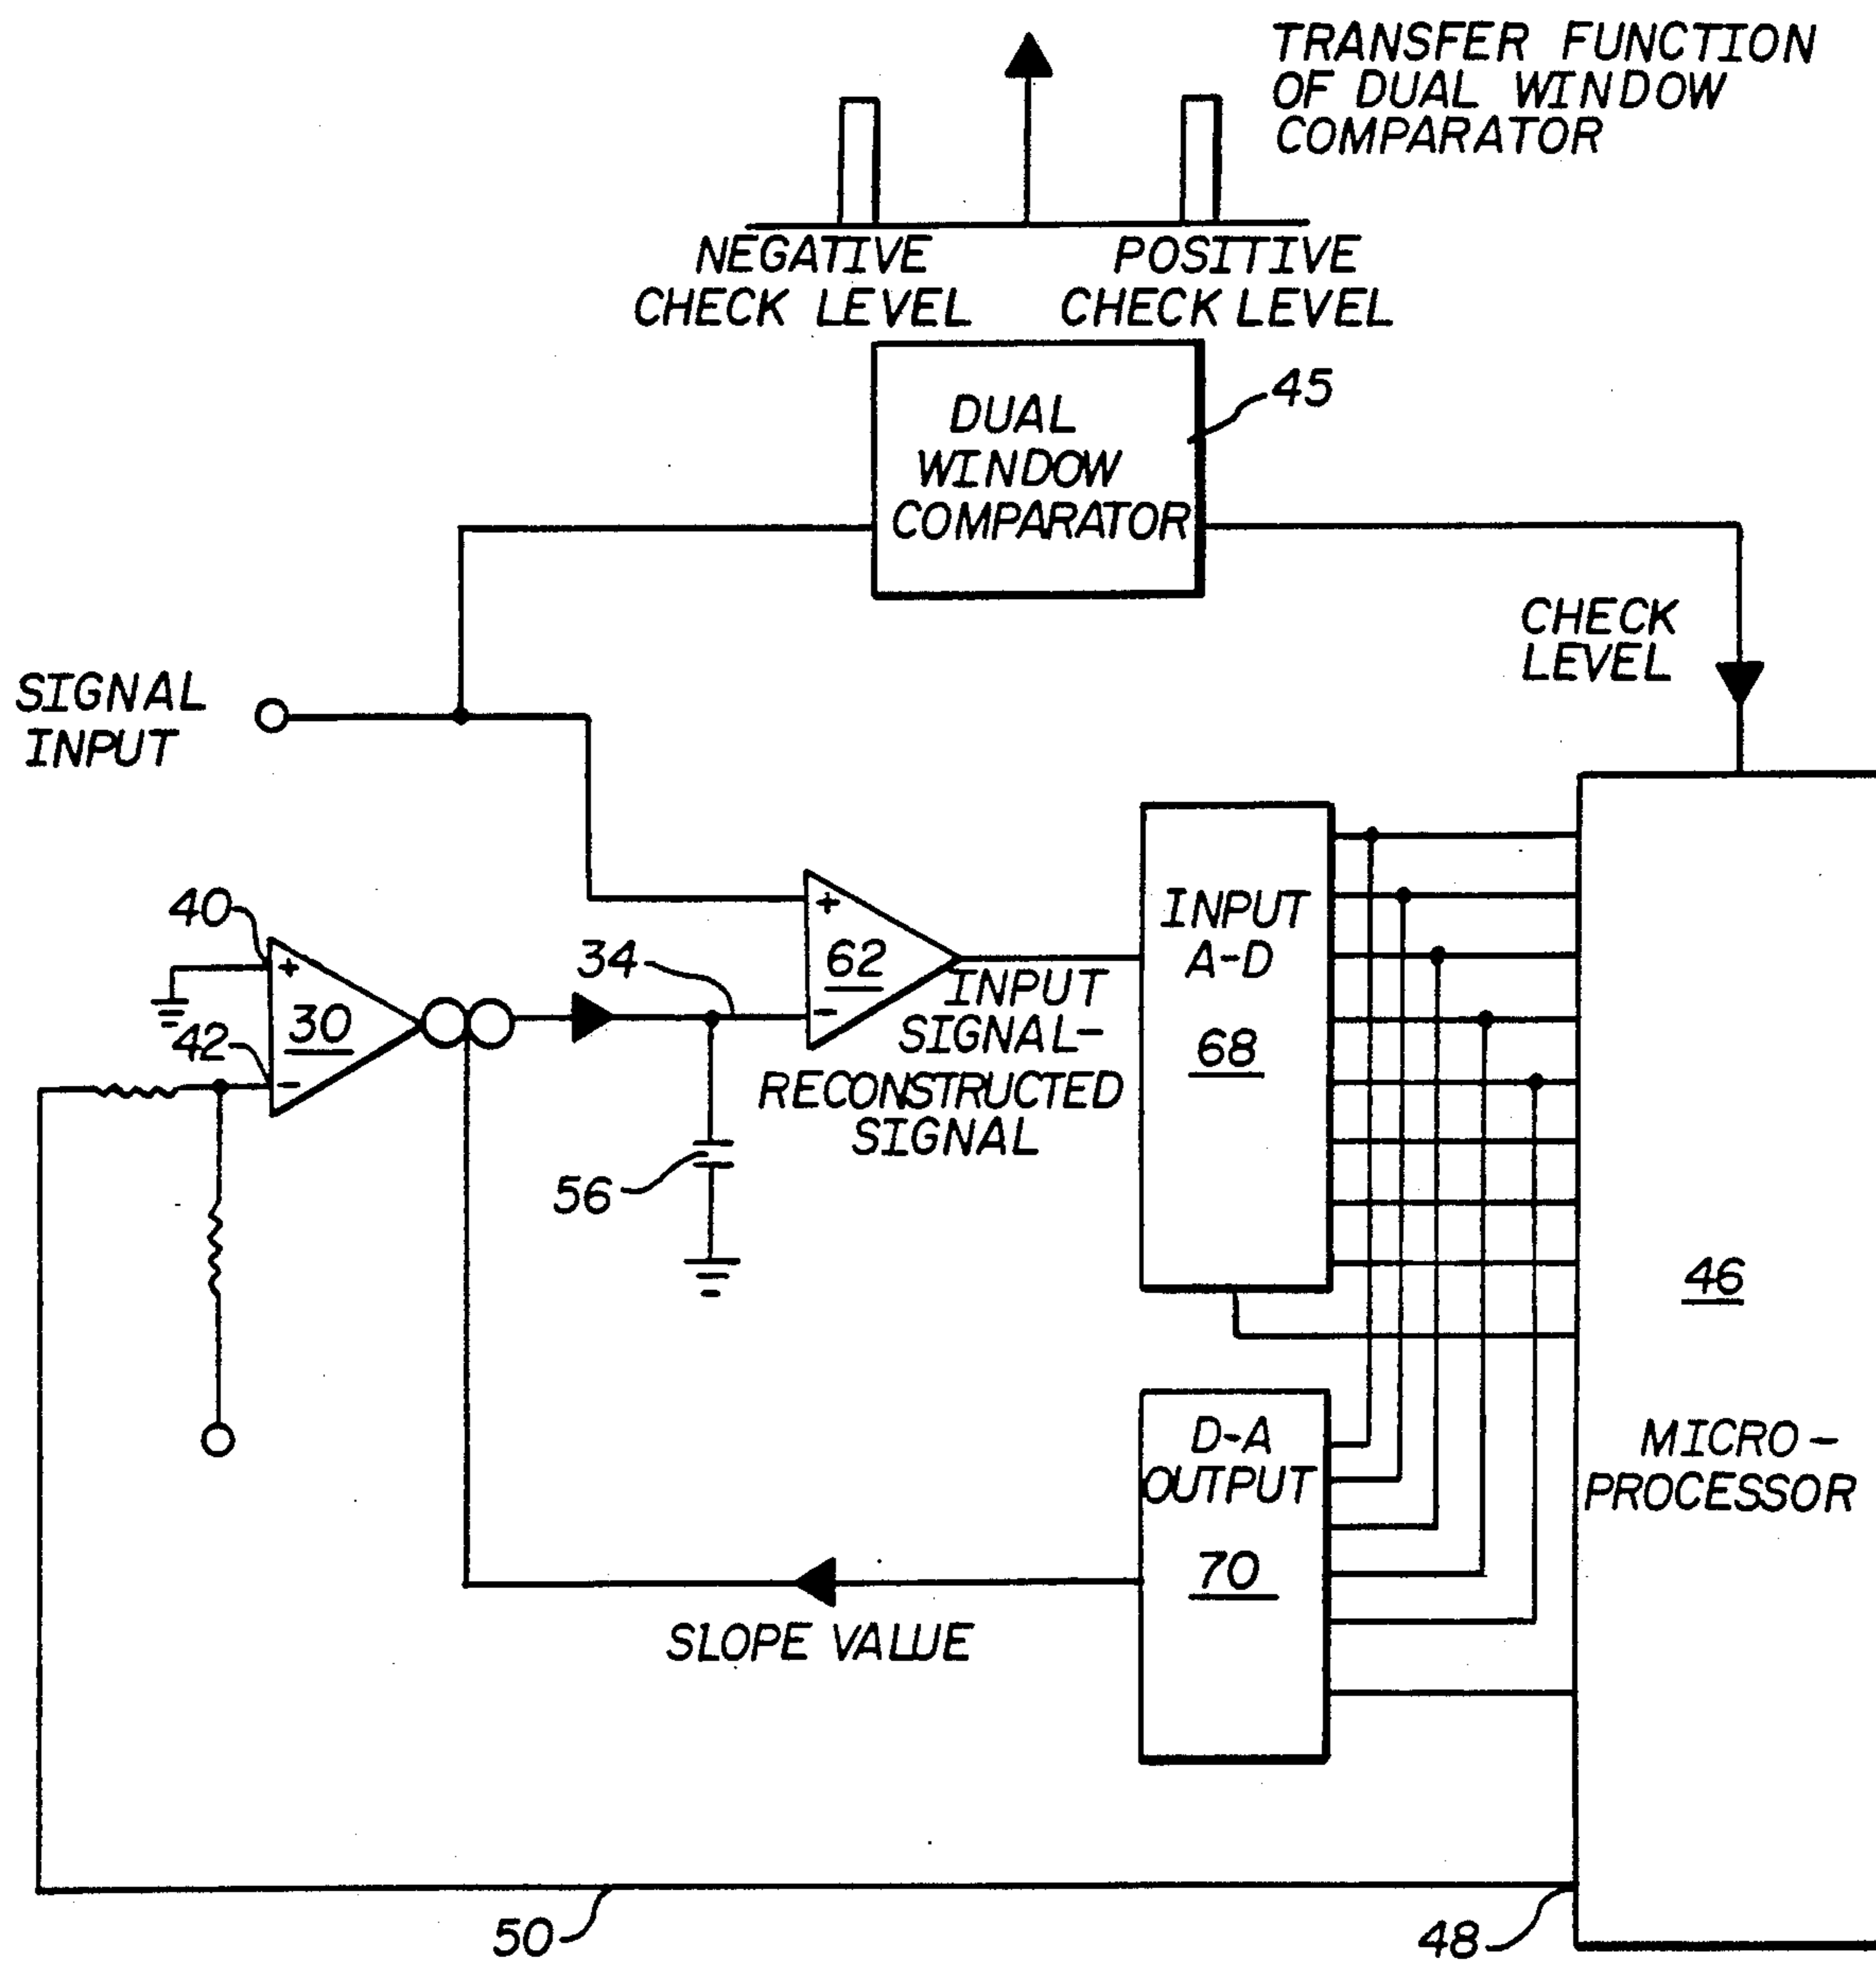 TRANSFER FUNCTION
OF DUAL WINDOW
COMPARATOR
NEGATIVE
CHECK LEVEL
POSITIVE
CHECK LEVEL
45
DUAL
WINDOW
COMPARATOR
CHECK
LEVEL
SIGNAL
INPUT
40
+
30
42
-
34
+
62
-
INPUT
SIGNAL-
RECONSTRUCTED
SIGNAL
56
INPUT
A-D
68
46
MICRO-
PROCESSOR
D-A
OUTPUT
70
SLOPE VALUE
50
48